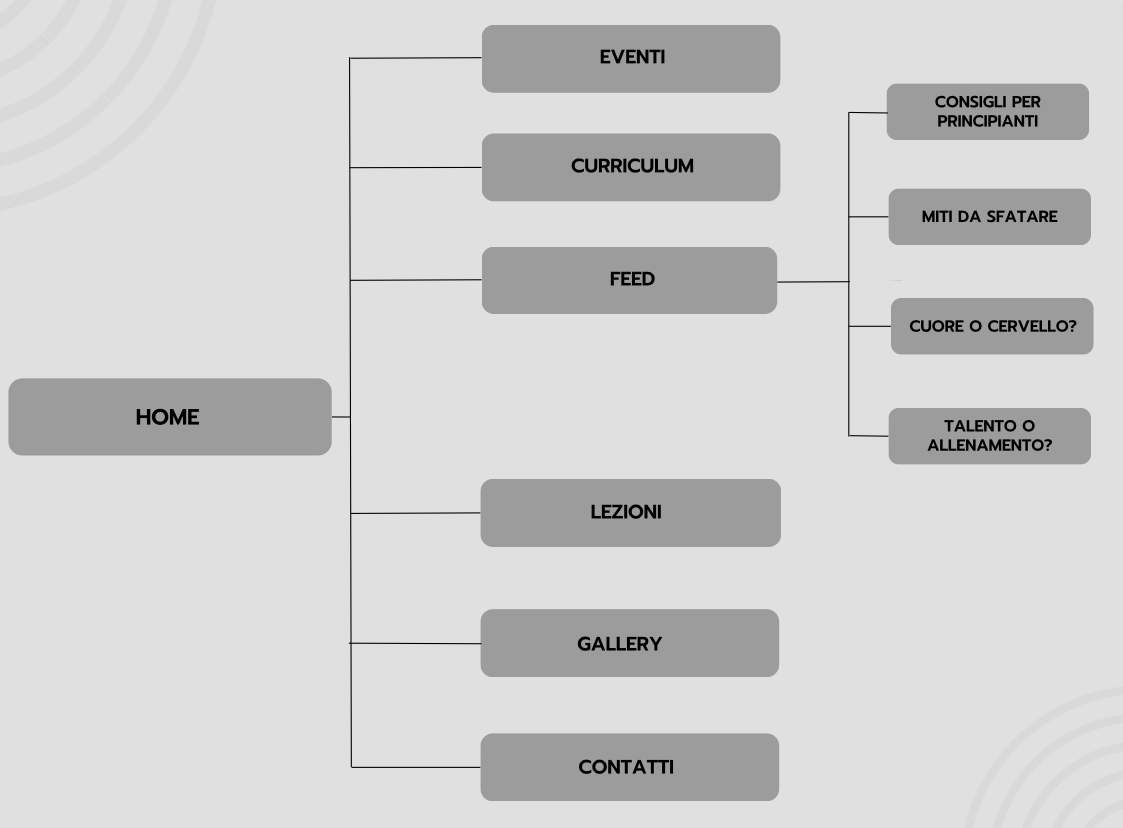 EVENTI
CURRICULUM
FEED
CONSIGLI PER
PRINCIPIANTI
MITI DA SFATARE
CUORE O CERVELLO?
TALENTO O
ALLENAMENTO?
HOME
LEZIONI
GALLERY
CONTATTI